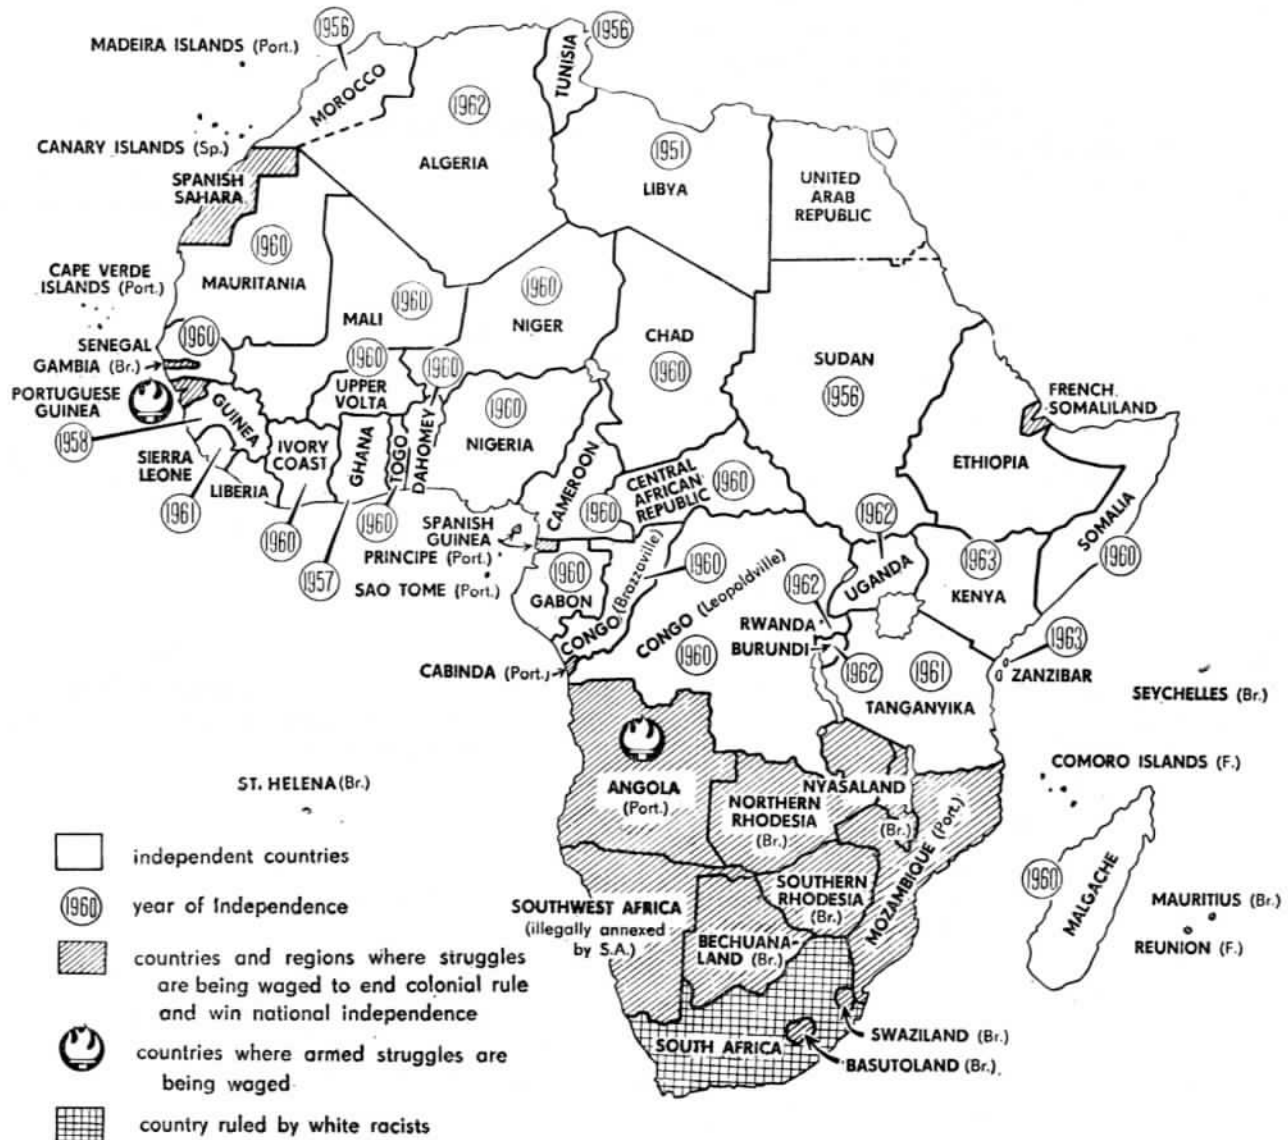 1956
MADEIRA ISLANDS (Port.)
MOROCCO
TUNISIA
1956
1962
ALGERIA
1951
LIBYA
UNITED
ARAB
REPUBLIC
CANARY ISLANDS (Sp.)
SPANISH
SAHARA
1960
MAURITANIA
CAPE VERDE
ISLANDS (Port.)
1960
MALI
1960
NIGER
CHAD
1960
SUDAN
1956
SENEGAL
1960
GAMBIA (Br.)
PORTUGUESE
GUINEA
1958
GUINEA
1960
UPPER
VOLTA
1960
DAHOMEY
1960
NIGERIA
FRENCH
SOMALILAND
ETHIOPIA
SOMALIA
1960
SIERRA
LEONE
1961
LIBERIA
IVORY
COAST
1960
GHANA
1957
TOGO
1960
CAMEROON
1960
CENTRAL
AFRICAN
REPUBLIC
1960
SPANISH
GUINEA
PRINCIPE (Port.)
SAO TOME (Port.)
1960
GABON
CONGO (Brazzaville)
1960
CONGO (Leopoldville)
1960
1962
UGANDA
1963
KENYA
1962
RWANDA
BURUNDI
1962
1961
TANGANYIKA
1963
ZANZIBAR
CABINDA (Port.)
SEYCHELLES (Br.)
COMORO ISLANDS (F.)
ST. HELENA (Br.)
ANGOLA
(Port.)
NORTHERN
RHODESIA
(Br.)
NYASALAND
(Br.)
MOZAMBIQUE (Port.)
SOUTHERN
RHODESIA
(Br.)
1960
MALGACHE
MAURITIUS (Br.)
REUNION (F.)
SOUTHWEST AFRICA
(illegally annexed
by S.A.)
BECHUANA-
LAND (Br.)
SOUTH AFRICA
SWAZILAND (Br.)
BASUTOLAND (Br.)
independent countries
1960
year of Independence
countries and regions where struggles
are being waged to end colonial rule
and win national independence
countries where armed struggles are
being waged
country ruled by white racists